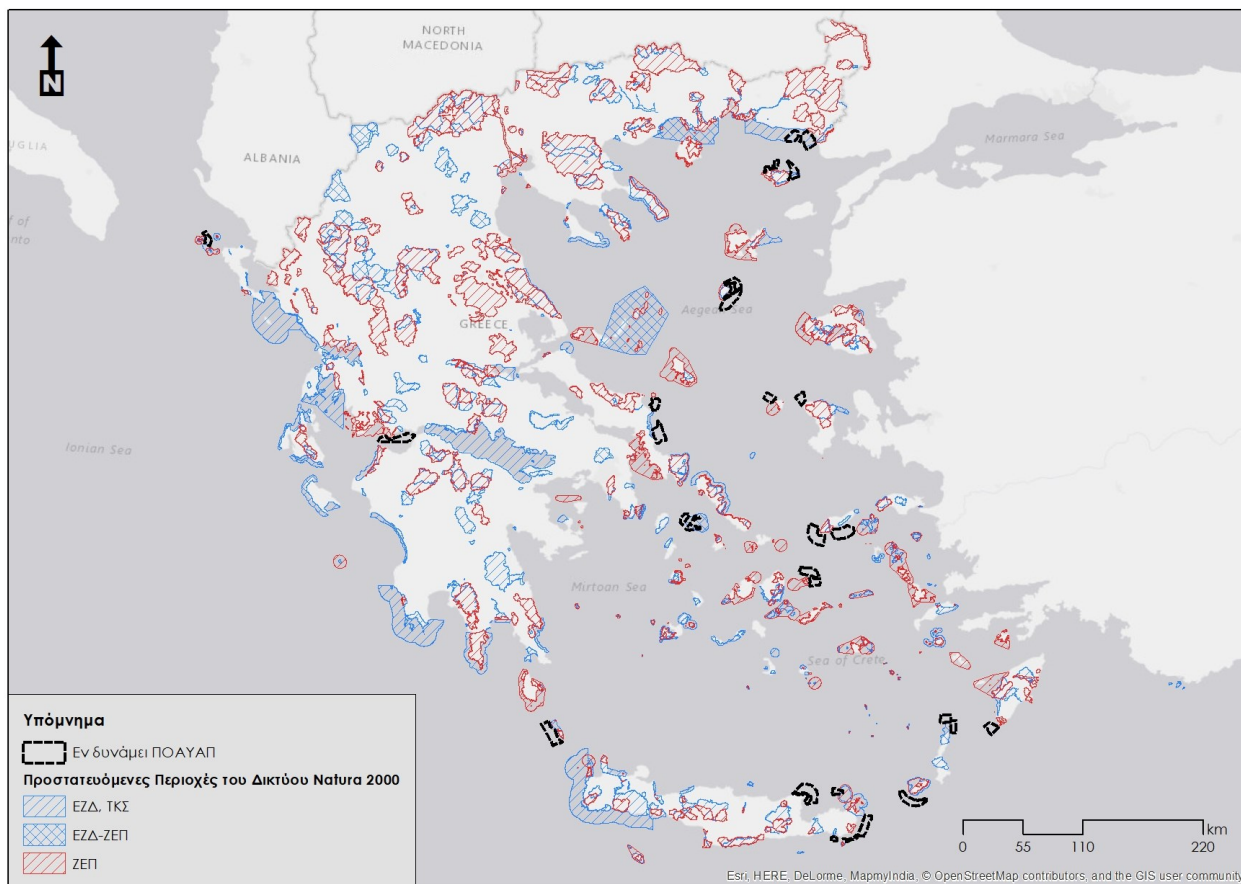 NORTH
MACEDONIA
N
Marmara Sea
UGLIA
ALBANIA
f of
nto
Aegean Sea
GREECE
Ionian Sea
Mirtoan Sea
Sea of Crete
Υπόμνημα
Εν δυνάμει ΠΟΑΥΑΠ
Προστατευόμενες Περιοχές του Δικτύου Natura 2000
ΕΖΔ, ΤΚΣ
ΕΖΔ-ΖΕΠ
ΖΕΠ
km
0 55 110 220
Esri, HERE, DeLorme, MapmyIndia, © OpenStreetMap contributors, and the GIS user community